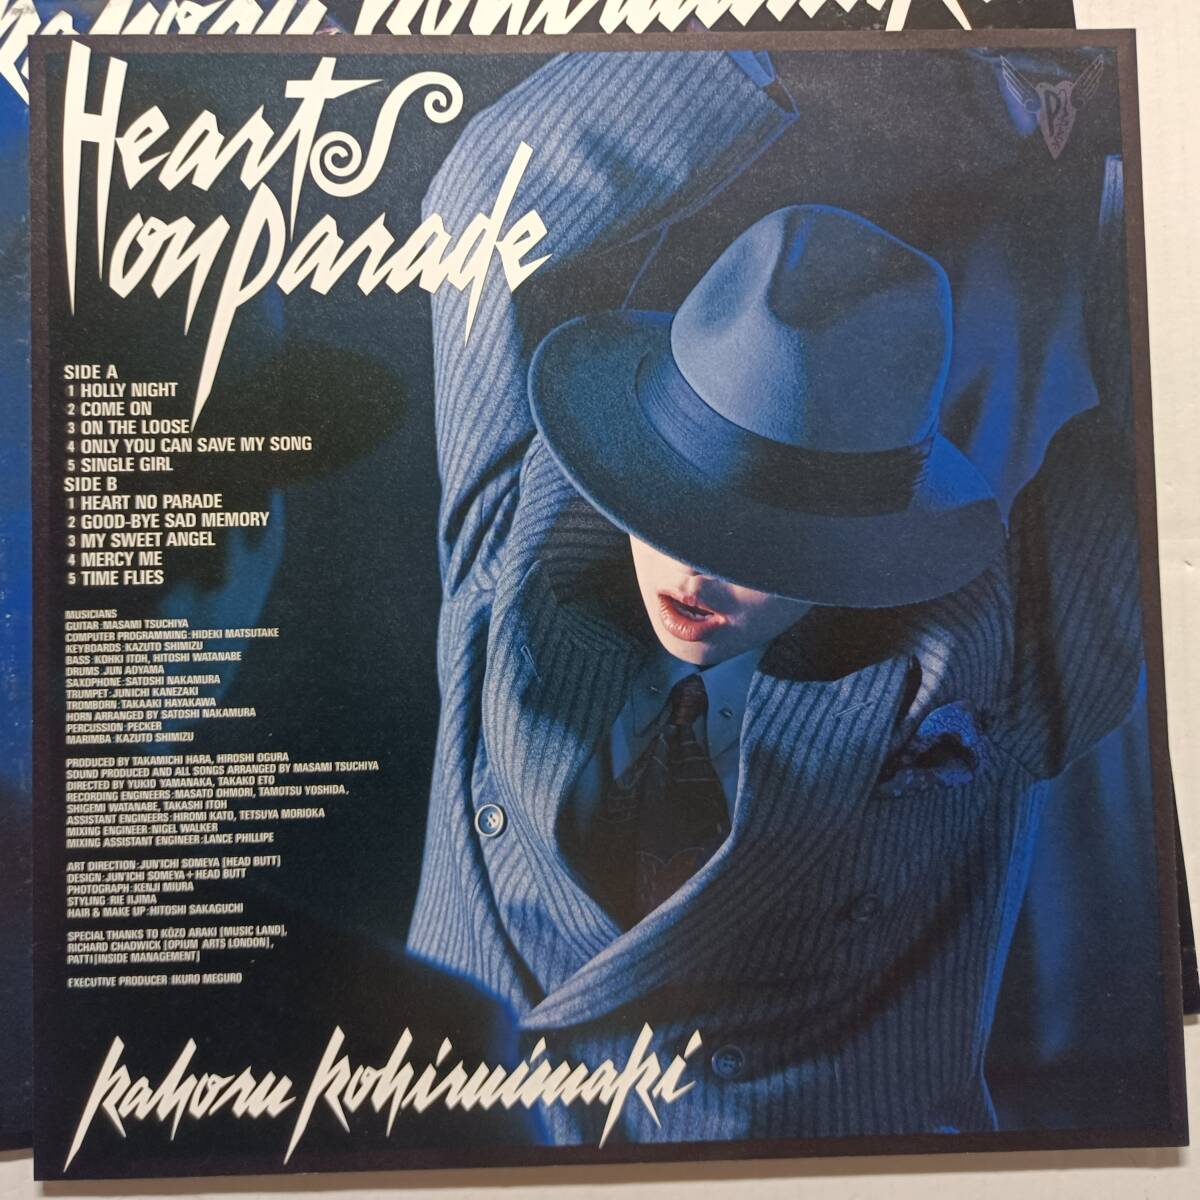 Hearts
on parade
SIDE A
1 HOLLY NIGHT
2 COME ON
3 ON THE LOOSE
4 ONLY YOU CAN SAVE MY SONG
5 SINGLE GIRL
SIDE B
1 HEART NO PARADE
2 GOOD-BYE SAD MEMORY
3 MY SWEET ANGEL
4 MERCY ME
5 TIME FLIES
MUSICIANS
GUITAR:MASAMI TSUCHIYA
COMPUTER PROGRAMMING:HIDEKI MATSUTAKE
KEYBOARDS:KAZUTO SHIMIZU
BASS:KOHKI ITOH, HITOSHI WATANABE
DRUMS:JUN AOYAMA
SAXOPHONE:SATOSHI NAKAMURA
TRUMPET:JUNICHI KANEZAKI
TROMBORN:TAKAAKI HAYAKAWA
HORN ARRANGED BY SATOSHI NAKAMURA
PERCUSSION:PECKER
MARIMBA:KAZUTO SHIMIZU
PRODUCED BY TAKAMICHI HARA, HIROSHI OGURA
SOUND PRODUCED AND ALL SONGS ARRANGED BY MASAMI TSUCHIYA
DIRECTED BY YUKIO YAMANAKA, TAKAKO ETO
RECORDING ENGINEERS:MASATO OHMORI, TAMOTSU YOSHIDA,
SHIGEMI WATANABE, TAKASHI ITOH
ASSISTANT ENGINEERS:HIROMI KATO, TETSUYA MORIOKA
MIXING ENGINEER:NIGEL WALKER
MIXING ASSISTANT ENGINEER:LANCE PHILLIPE
ART DIRECTION:JUN'ICHI SOMEYA [HEAD BUTT]
DESIGN:JUN'ICHI SOMEYA+HEAD BUTT
PHOTOGRAPH:KENJI MIURA
STYLING:RIE IIJIMA
HAIR & MAKE UP:HITOSHI SAKAGUCHI
SPECIAL THANKS TO KŌZO ARAKI [MUSIC LAND],
RICHARD CHADWICK [OPIUM ARTS LONDON],
PATTI[INSIDE MANAGEMENT]
EXECUTIVE PRODUCER:IKURO MEGURO
kahoru kohiruimaki